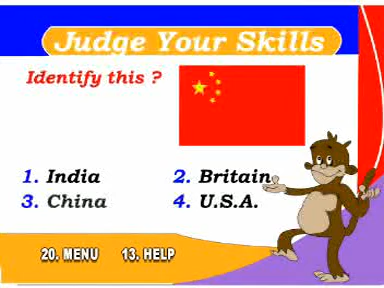 Judge Your Skills
Identify this ?
1. India 2. Britain
3. China 4. U.S.A.
20. MENU 13. HELP